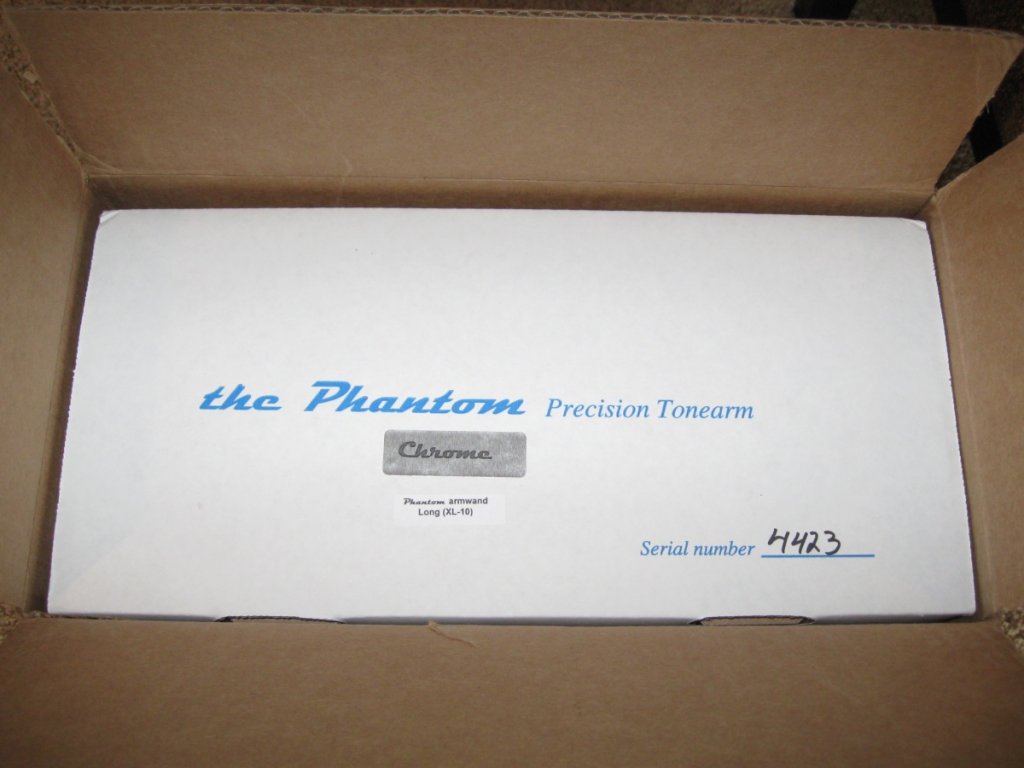 the Phantom Precision Tonearm
Chrome
Phantom armwand
Long (XL-10)
Serial number 4423